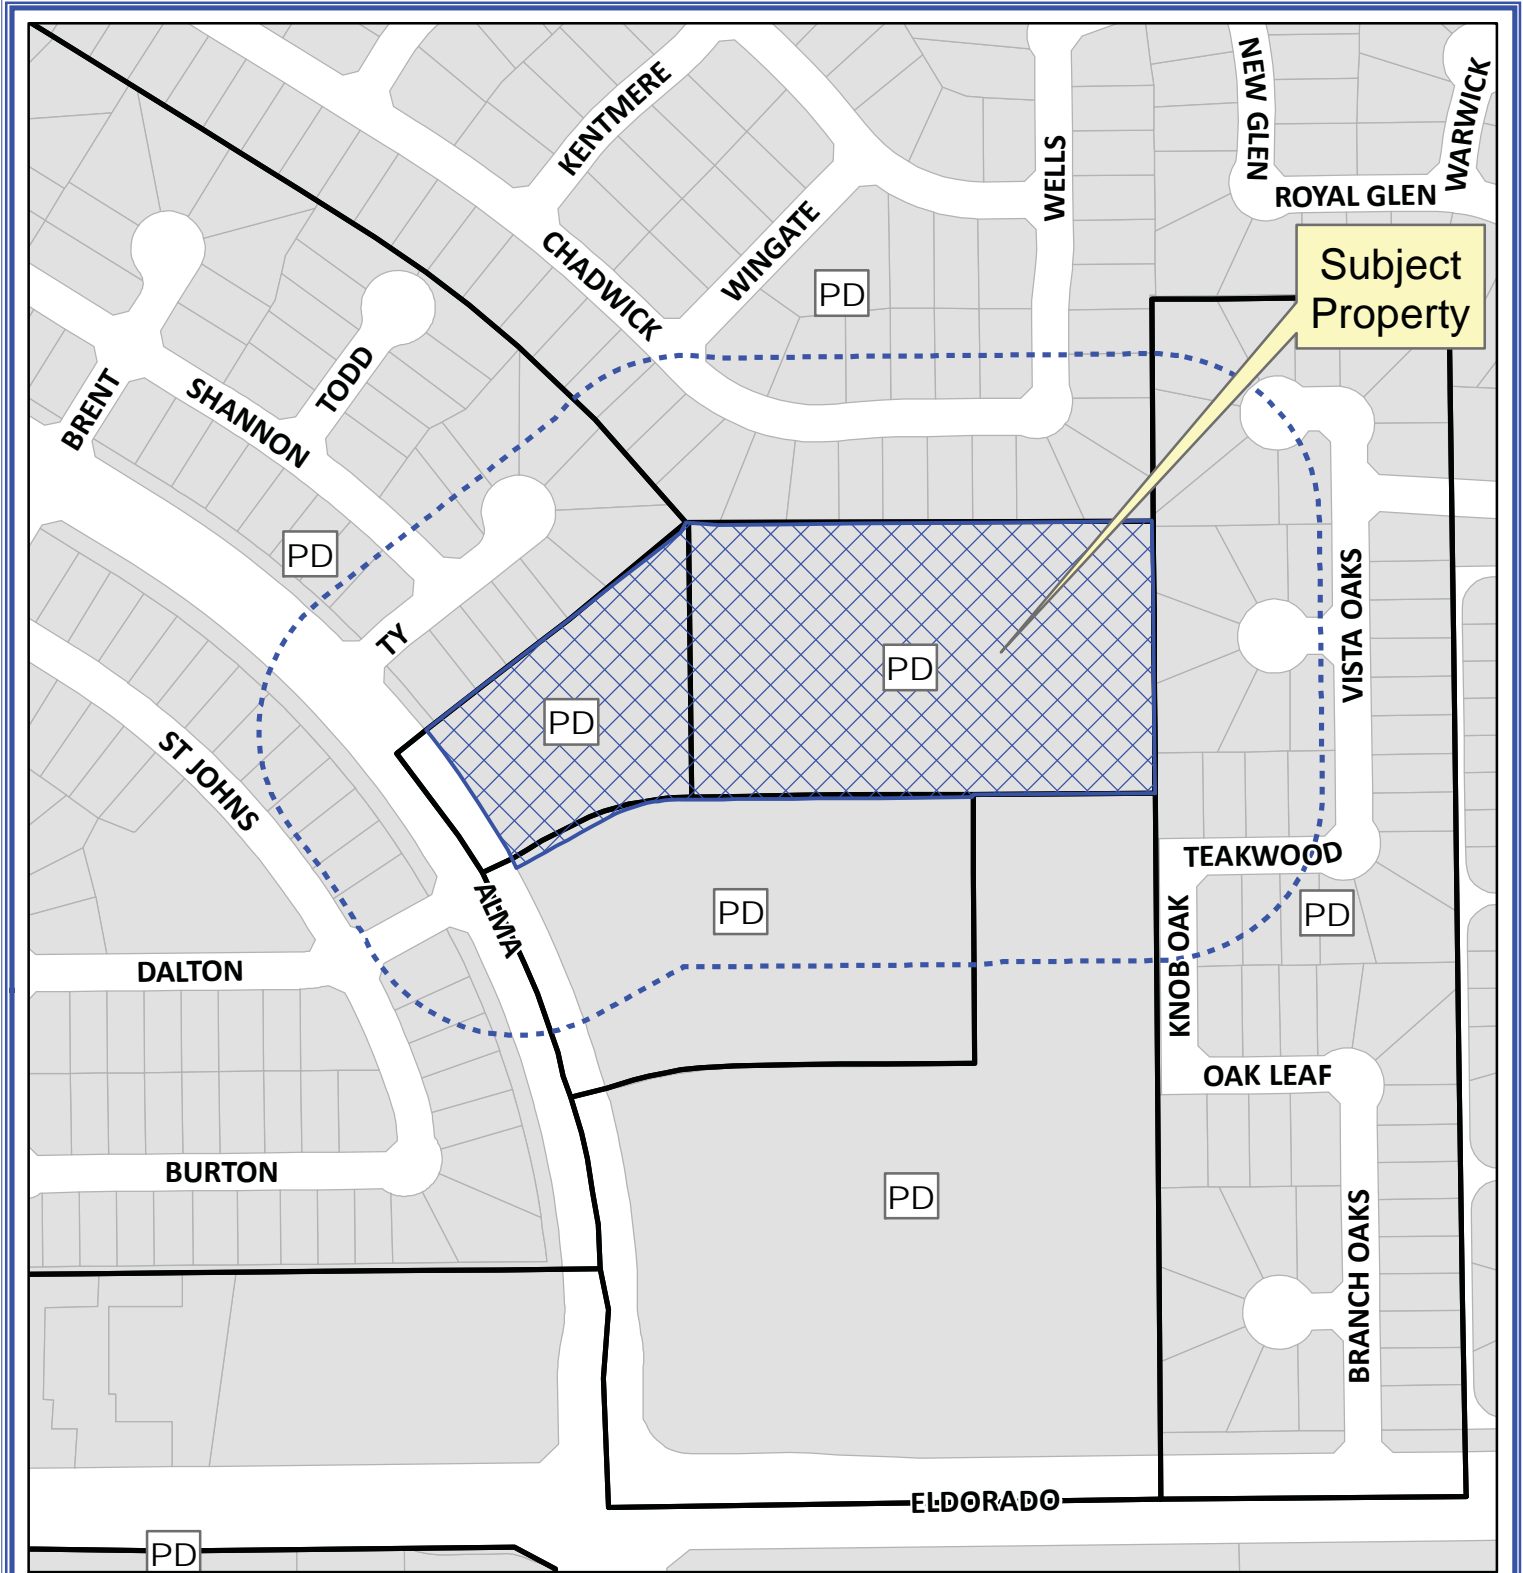 NEW GLEN
WARWICK
KENTMERE
WELLS
ROYAL GLEN
WINGATE
CHADWICK
PD
Subject
Property
TODD
BRENT
SHANNON
PD
TY
VISTA OAKS
PD
PD
ST JOHNS
TEAKWOOD
ALMA
PD
PD
KNOB OAK
DALTON
OAK LEAF
BURTON
PD
BRANCH OAKS
ELDORADO
PD